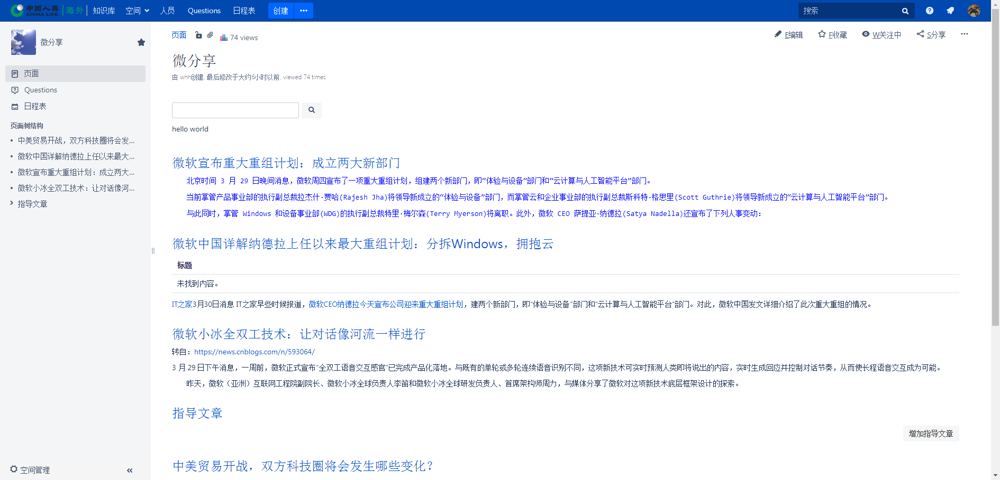 中国人寿 CHINA LIFE 海外 知识库 空间 人员 Questions 日程表 创建 ••• 搜索
微分享
页面
Questions
日程表
页面树结构
• 中美贸易开战，双方科技圈将会发...
• 微软中国详解纳德拉上任以来最大...
• 微软宣布重大重组计划：成立两大...
• 微软小冰全双工技术：让对话像河...
指导文章
空间管理
页面 74 views E编辑 F收藏 W关注中 S分享 •••
微分享
由 whh创建, 最后修改于大约6小时以前. viewed 74 times
hello world
微软宣布重大重组计划：成立两大新部门
北京时间 3 月 29 日晚间消息，微软周四宣布了一项重大重组计划，组建两个新部门，即“体验与设备”部门和“云计算与人工智能平台”部门。
当前掌管产品事业部的执行副总裁拉杰什·贾哈(Rajesh Jha)将领导新成立的“体验与设备”部门，而掌管云和企业事业部的执行副总裁斯科特·格思里(Scott Guthrie)将领导新成立的“云计算与人工智能平台”部门。
与此同时，掌管 Windows 和设备事业部(WDG)的执行副总裁特里·梅尔森(Terry Myerson)将离职。此外，微软 CEO 萨提亚·纳德拉(Satya Nadella)还宣布了下列人事变动：
微软中国详解纳德拉上任以来最大重组计划：分拆Windows，拥抱云
标题
未找到内容。
IT之家3月30日消息 IT之家早些时候报道，微软CEO纳德拉今天宣布公司迎来重大重组计划，建两个新部门，即“体验与设备”部门和“云计算与人工智能平台”部门。对此，微软中国发文详细介绍了此次重大重组的情况。
微软小冰全双工技术：让对话像河流一样进行
转自：https://news.cnblogs.com/n/593064/
3 月 29 日下午消息，一周前，微软正式宣布“全双工语音交互感官”已完成产品化落地。与既有的单轮或多轮连续语音识别不同，这项新技术可实时预测人类即将说出的内容，实时生成回应并控制对话节奏，从而使长程语音交互成为可能。
昨天，微软（亚洲）互联网工程院副院长、微软小冰全球负责人李笛和微软小冰全球研发负责人、首席架构师周力，与媒体分享了微软对这项新技术底层框架设计的探索。
指导文章
增加指导文章
中美贸易开战，双方科技圈将会发生哪些变化？